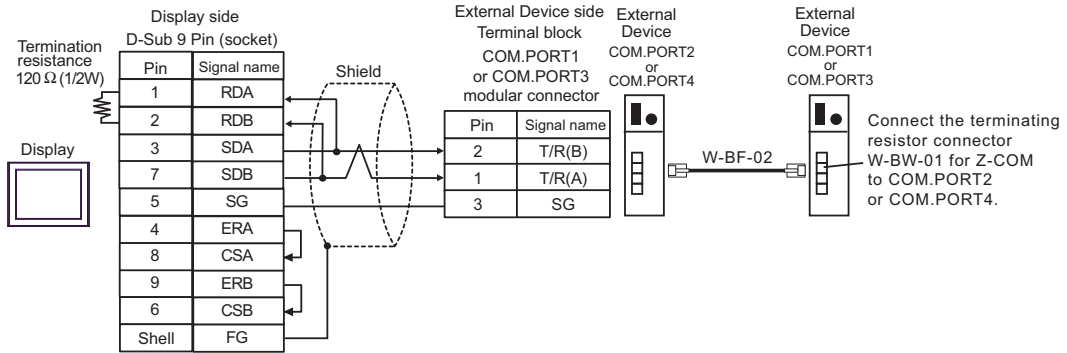 Display side
D-Sub 9 Pin (socket)
Termination
resistance
120 Ω (1/2W)
Display
Pin Signal name
1 RDA
2 RDB
3 SDA
7 SDB
5 SG
4 ERA
8 CSA
9 ERB
6 CSB
Shell FG
Shield
External Device side
Terminal block
COM.PORT1
or COM.PORT3
modular connector
Pin Signal name
2 T/R(B)
1 T/R(A)
3 SG
External
Device
COM.PORT2
or
COM.PORT4
W-BF-02
External
Device
COM.PORT1
or
COM.PORT3
Connect the terminating
resistor connector
W-BW-01 for Z-COM
to COM.PORT2
or COM.PORT4.